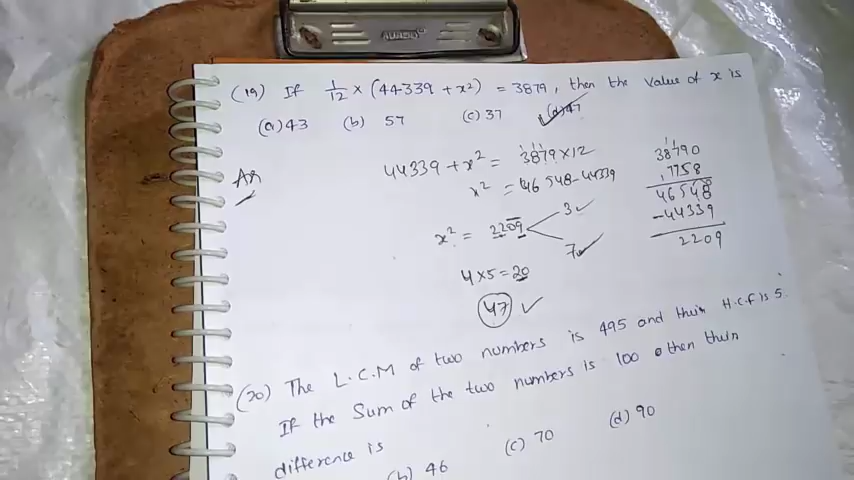 (19) If 1/12 × (44339 + x²) = 3879, then the value of x is
(a) 43 (b) 57 (c) 37 (d) 47
Ans
44339 + x² = 3879 × 12
x² = 46548 - 44339
x² = 2209
3 ✓
7 ✓
4 × 5 = 20
47 ✓
38790
7758
46548
-44339
2209
(20) The L.C.M of two numbers is 495 and their H.C.F is 5.
If the sum of the two numbers is 100 then their
difference is
(b) 46 (c) 70 (d) 90